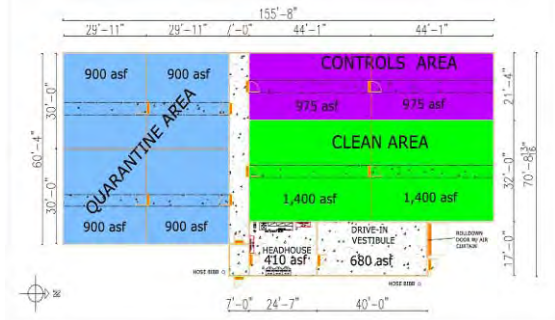 155'-8"
29'-11" 29'-11" 7'-0" 44'-1" 44'-1"
900 asf 900 asf
CONTROLS AREA
975 asf 975 asf
21'-4"
30'-0"
60'-4"
QUARANTINE AREA
CLEAN AREA
32'-0"
70'-8 13/16
1,400 asf 1,400 asf
30'-0"
900 asf 900 asf
DRIVE-IN
VESTIBULE
HEADHOUSE
410 asf 680 asf
ROLLDOWN
DOOR W/ AIR
CURTAIN
17'-0"
HOSE BIBB
HOSE BIBB
7'-0" 24'-7" 40'-0"